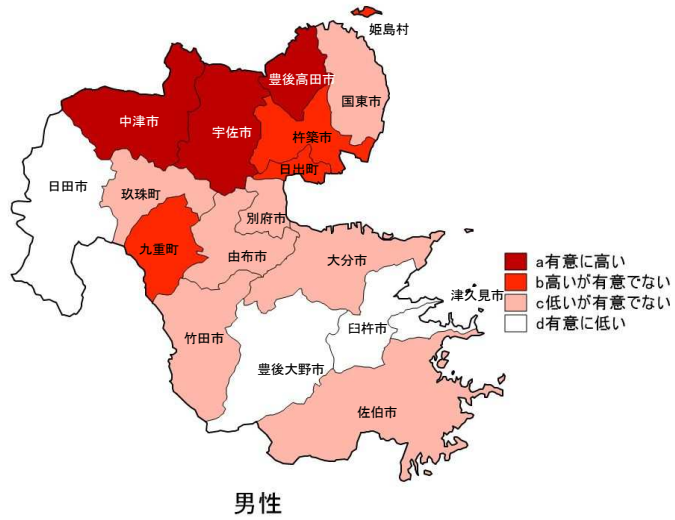 姫島村
豊後高田市
国東市
中津市
宇佐市
杵築市
日出町
日田市
玖珠町
別府市
九重町
由布市
大分市
a有意に高い
b高いが有意でない
c低いが有意でない
d有意に低い
津久見市
臼杵市
竹田市
豊後大野市
佐伯市
男性